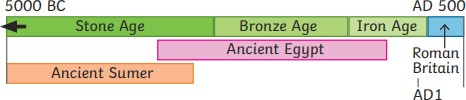 5000 BC AD 500
Stone Age Bronze Age Iron Age
Ancient Egypt
Roman
Britain
Ancient Sumer
AD1